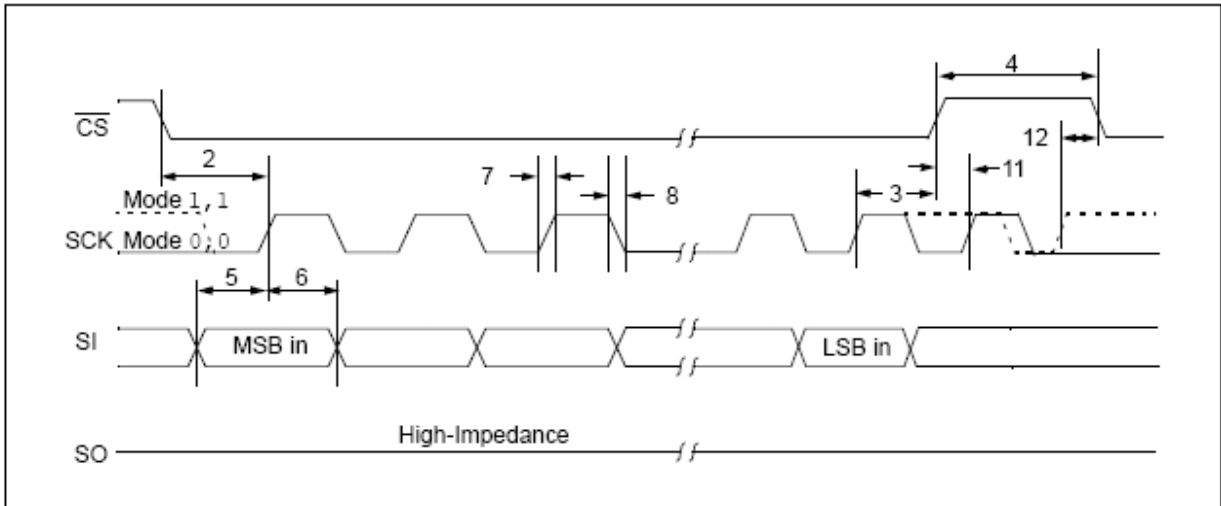 4
CS
12
2
7
8
3
11
Mode 1,1
SCK Mode 0,0
5
6
SI
MSB in
LSB in
High-Impedance
SO